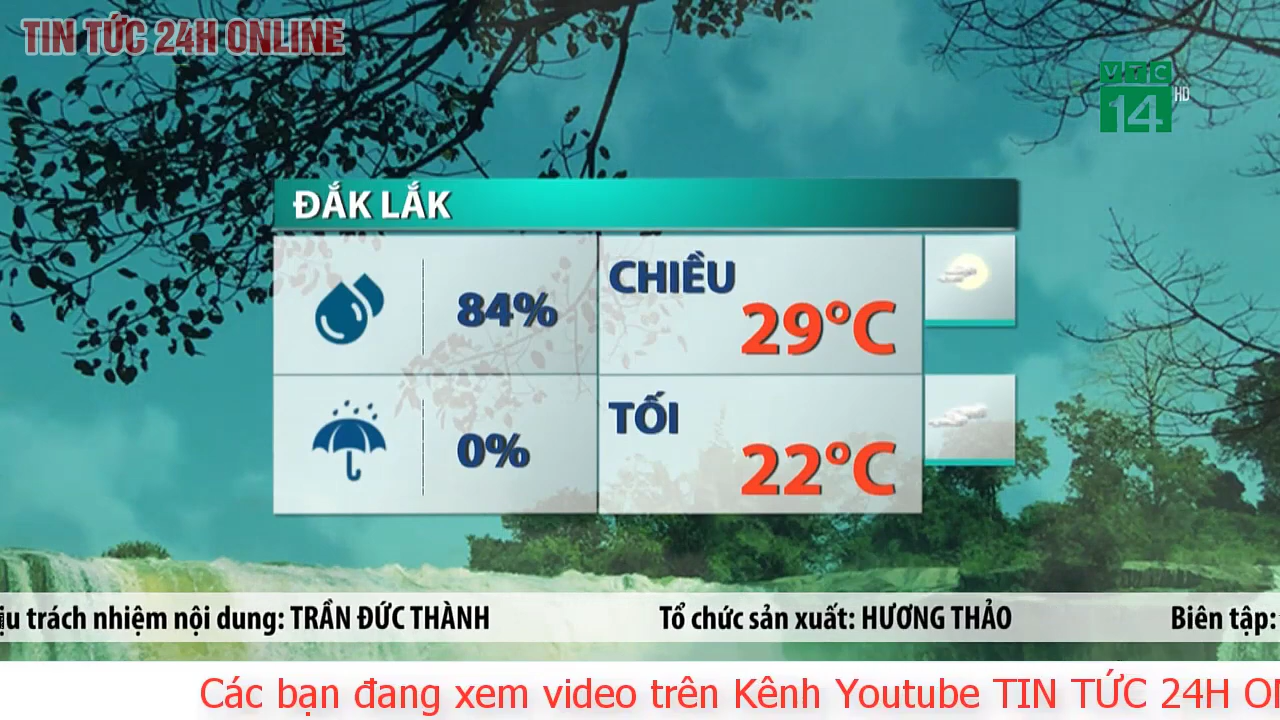 TIN TỨC 24H ONLINE
VTC
14 HD
ĐẮK LẮK
84%
CHIỀU
29°C
0%
TỐI
22°C
trách nhiệm nội dung: TRẦN ĐỨC THÀNH
Tổ chức sản xuất: HƯƠNG THẢO
Biên tập:
Các bạn đang xem video trên Kênh Youtube TIN TỨC 24H